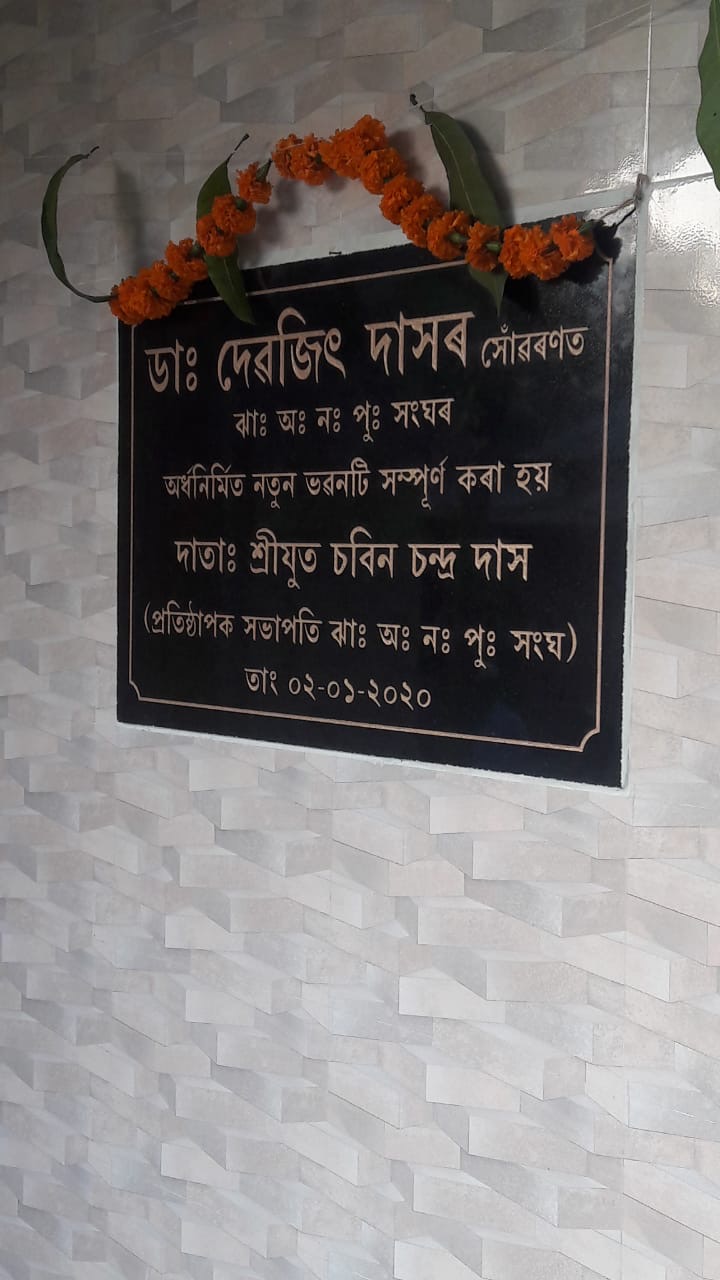 ডাঃ দেৱজিৎ দাসৰ সোঁৱৰণত
ঝাঃ অঃ নঃ পুঃ সংঘৰ
অৰ্ধনিৰ্মিত নতুন ভৱনটি সম্পূৰ্ণ কৰা হয়
দাতাঃ শ্ৰীযুত চবিন চন্দ্ৰ দাস
(প্ৰতিষ্ঠাপক সভাপতি ঝাঃ অঃ নঃ পুঃ সংঘ)
তাং ০২-০১-২০২০